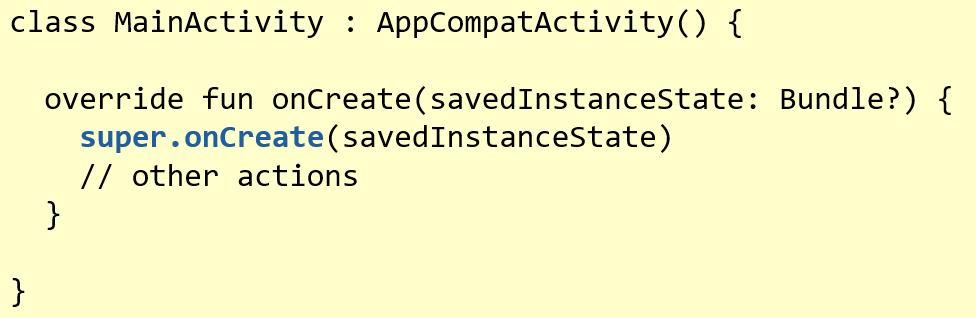 class MainActivity : AppCompatActivity() {
override fun onCreate(savedInstanceState: Bundle?) {
super.onCreate(savedInstanceState)
// other actions
}
}